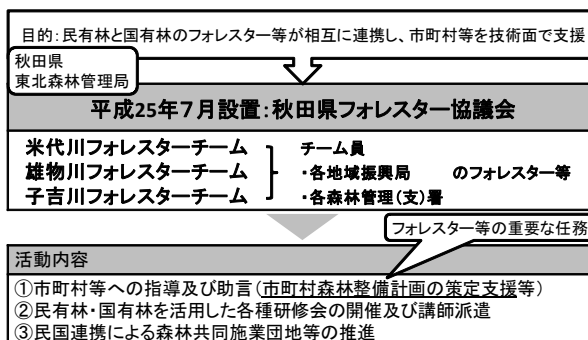 目的:民有林と国有林のフォレスター等が相互に連携し、市町村等を技術面で支援
秋田県
東北森林管理局
平成25年7月設置:秋田県フォレスター協議会
米代川フォレスターチーム
雄物川フォレスターチーム
子吉川フォレスターチーム
チーム員
・各地域振興局 のフォレスター等
・各森林管理(支)署
フォレスター等の重要な任務
活動内容
①市町村等への指導及び助言(市町村森林整備計画の策定支援等)
②民有林・国有林を活用した各種研修会の開催及び講師派遣
③民国連携による森林共同施業団地等の推進